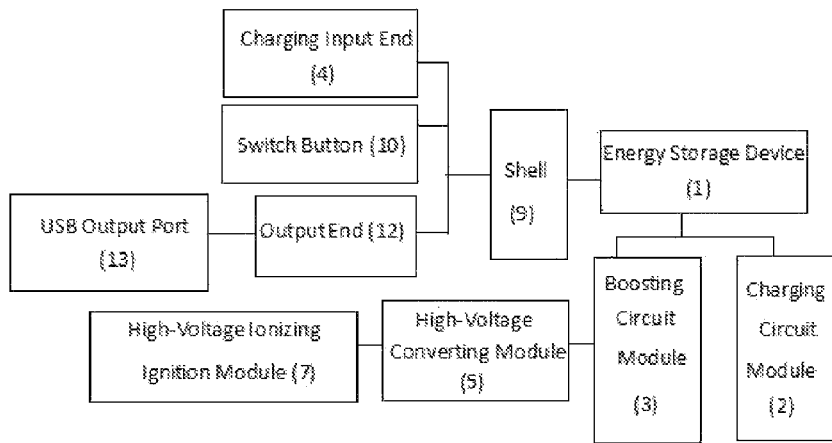 Charging Input End
(4)
Switch Button (10)
Shell
(9)
Energy Storage Device
(1)
USB Output Port
(13)
Output End (12)
Boosting
Circuit
Module
(3)
Charging
Circuit
Module
(2)
High-Voltage Ionizing
Ignition Module (7)
High-Voltage
Converting Module
(5)